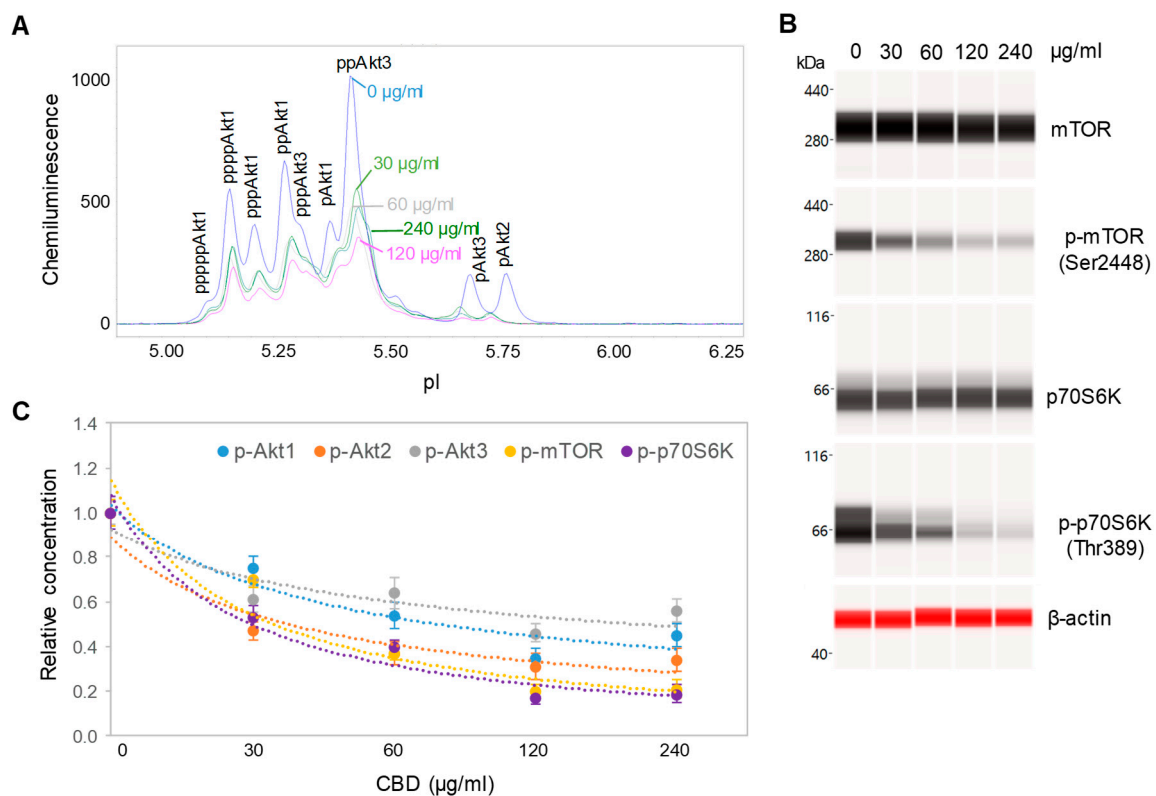 A
Chemiluminescence
1000
500
0
pppppAkt1
ppppAkt1
pppAkt1
ppAkt1
pppAkt3
pAkt1
ppAkt3
0 µg/ml
30 µg/ml
60 µg/ml
240 µg/ml
120 µg/ml
pAkt3
pAkt2
5.00 5.25 5.50 5.75 6.00 6.25
pI
B
0 30 60 120 240 µg/ml
kDa
440-
280-
mTOR
440-
280-
p-mTOR
(Ser2448)
116-
66-
p70S6K
116-
66-
p-p70S6K
(Thr389)
β-actin
40-
C
Relative concentration
1.4
1.2
1.0
0.8
0.6
0.4
0.2
0.0
p-Akt1 p-Akt2 p-Akt3 p-mTOR p-p70S6K
0 30 60 120 240
CBD (µg/ml)